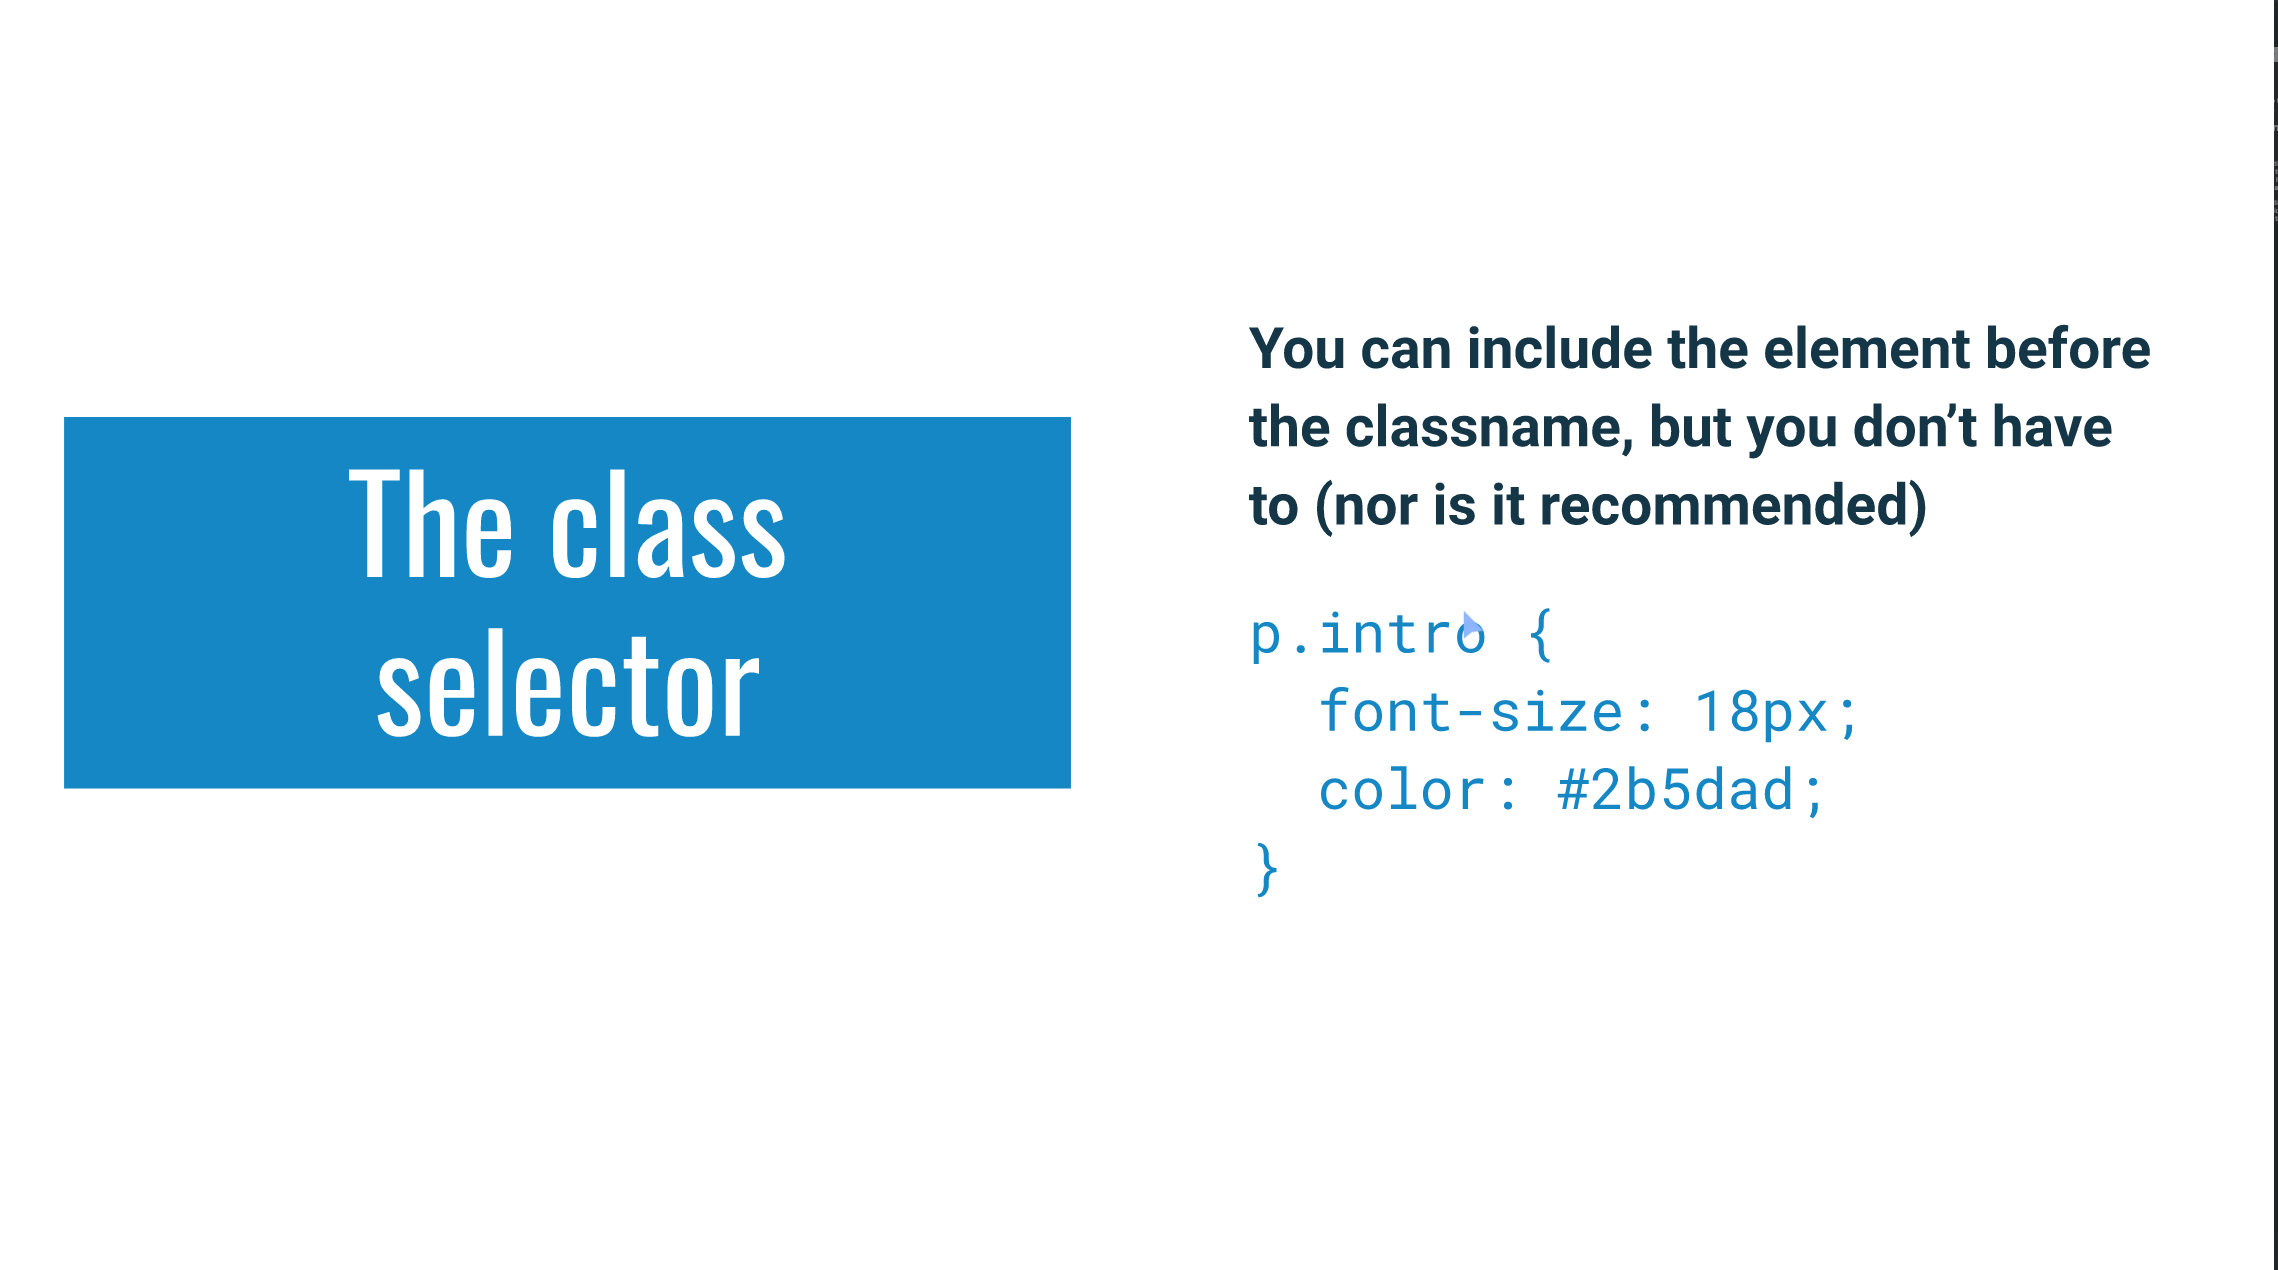 The class
selector
You can include the element before
the classname, but you don’t have
to (nor is it recommended)
p.intro {
font-size: 18px;
color: #2b5dad;
}